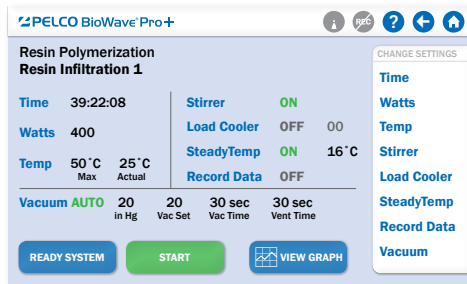 PELCO BioWave® Pro+
i REC ?
Resin Polymerization
Resin Infiltration 1
Time 39:22:08
Watts 400
Temp 50°C 25°C
Max Actual
Stirrer ON
Load Cooler OFF 00
SteadyTemp ON 16°C
Record Data OFF
Vacuum AUTO 20 20 30 sec 30 sec
in Hg Vac Set Vac Time Vent Time
READY SYSTEM START VIEW GRAPH
CHANGE SETTINGS
Time
Watts
Temp
Stirrer
Load Cooler
SteadyTemp
Record Data
Vacuum